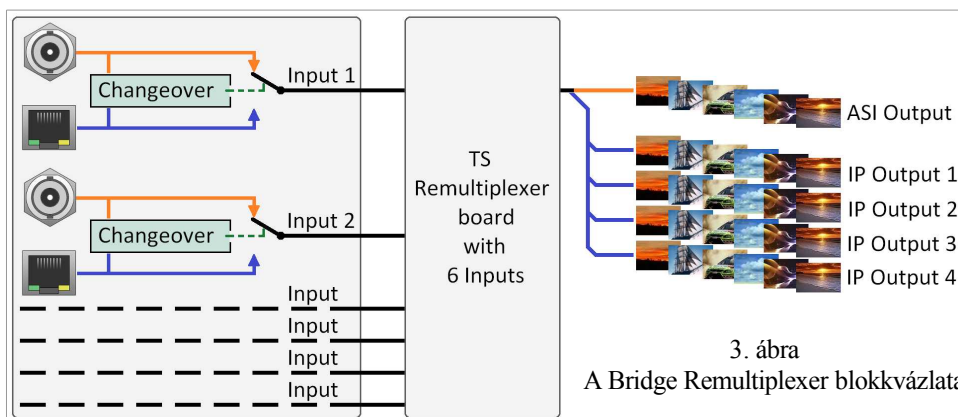 Changeover
Input 1
Changeover
Input 2
Input
Input
Input
Input
TS
Remultiplexer
board
with
6 Inputs
ASI Output
IP Output 1
IP Output 2
IP Output 3
IP Output 4
3. ábra
A Bridge Remultiplexer blokkvázlata